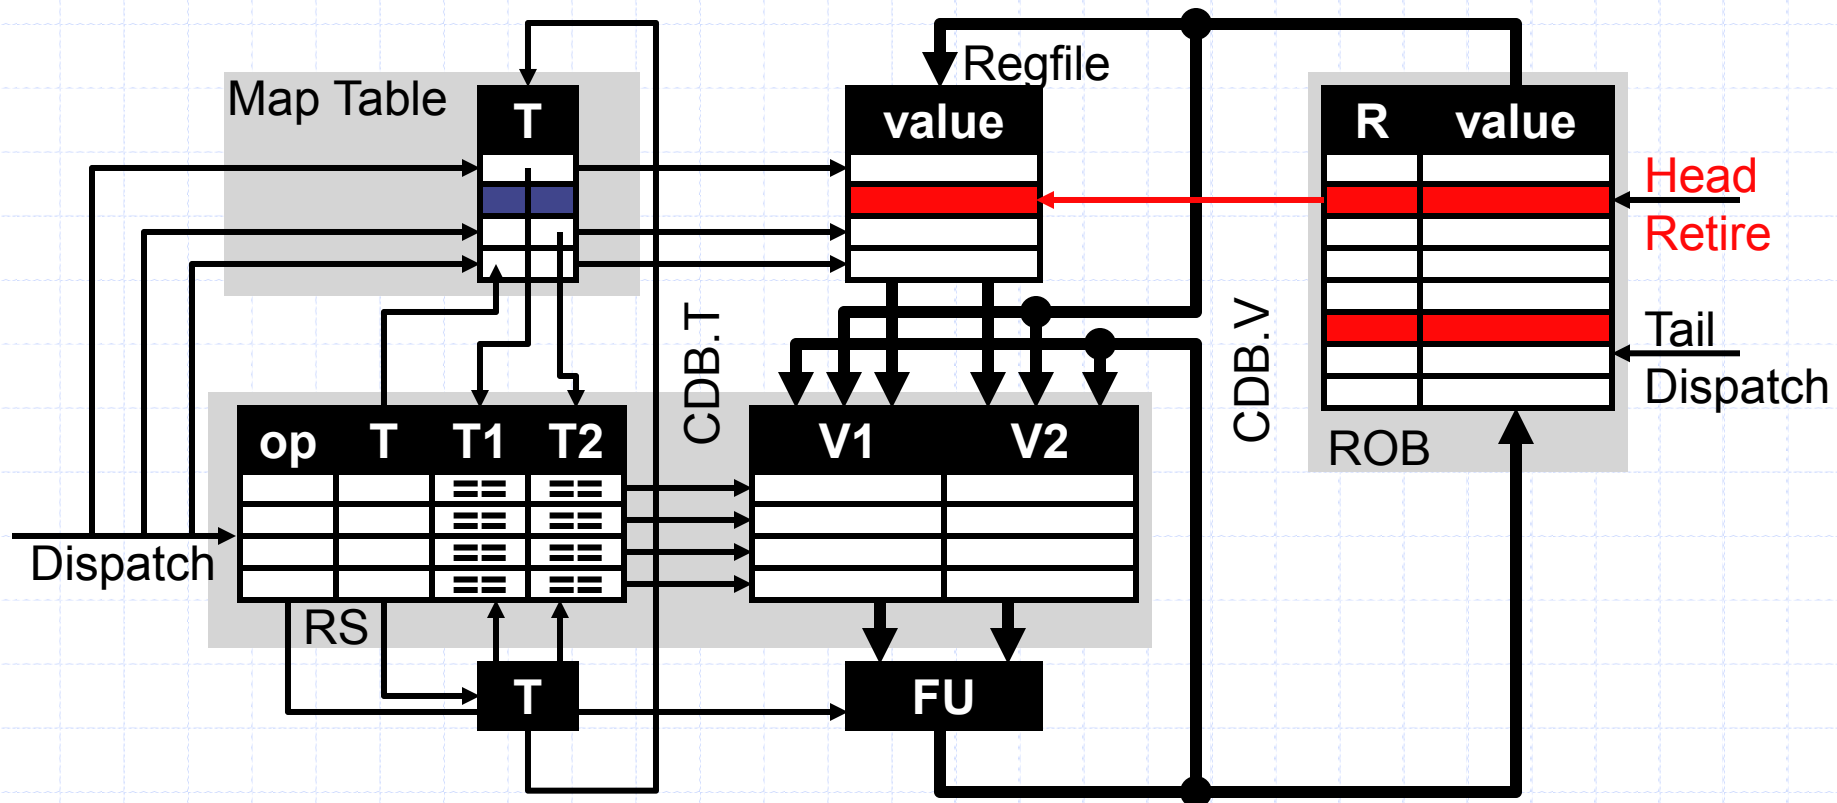 Regfile
Map Table
T
value
R value
Head
Retire
CDB.T
CDB.V
Tail
Dispatch
op T T1 T2
V1 V2
ROB
== ==
== ==
== ==
== ==
Dispatch
RS
T
FU